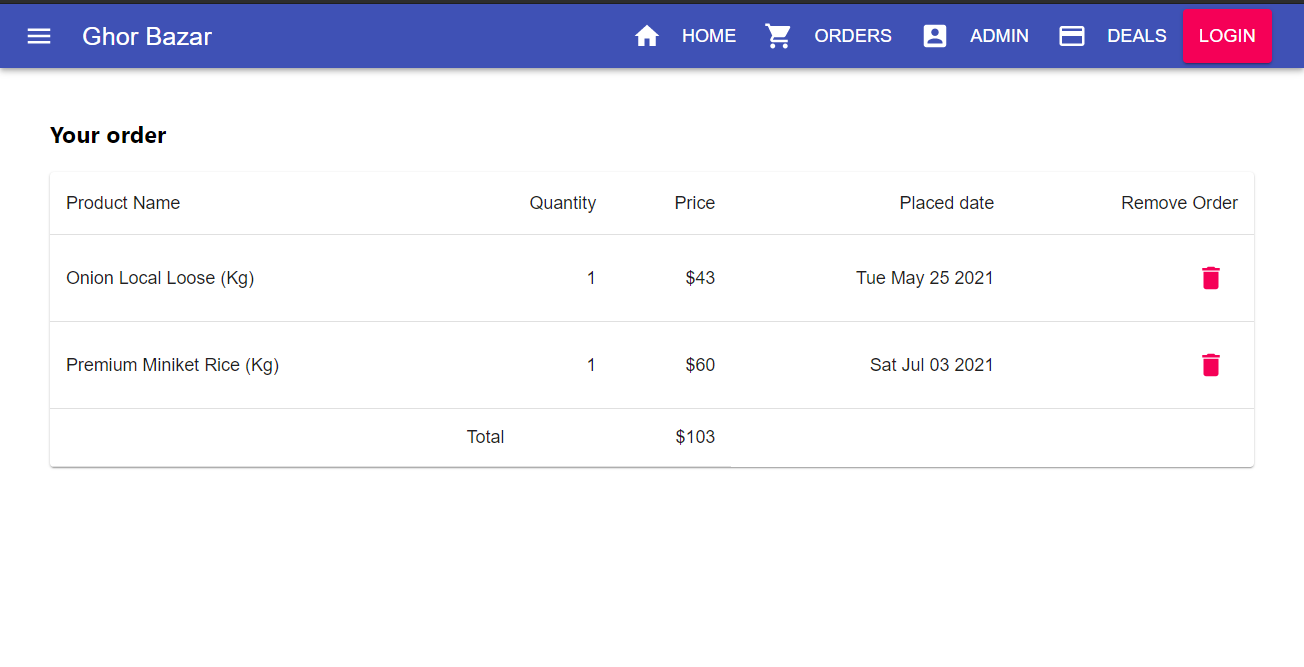 Ghor Bazar HOME ORDERS ADMIN DEALS LOGIN
Your order
Product Name Quantity Price Placed date Remove Order
Onion Local Loose (Kg) 1 $43 Tue May 25 2021
Premium Miniket Rice (Kg) 1 $60 Sat Jul 03 2021
Total $103